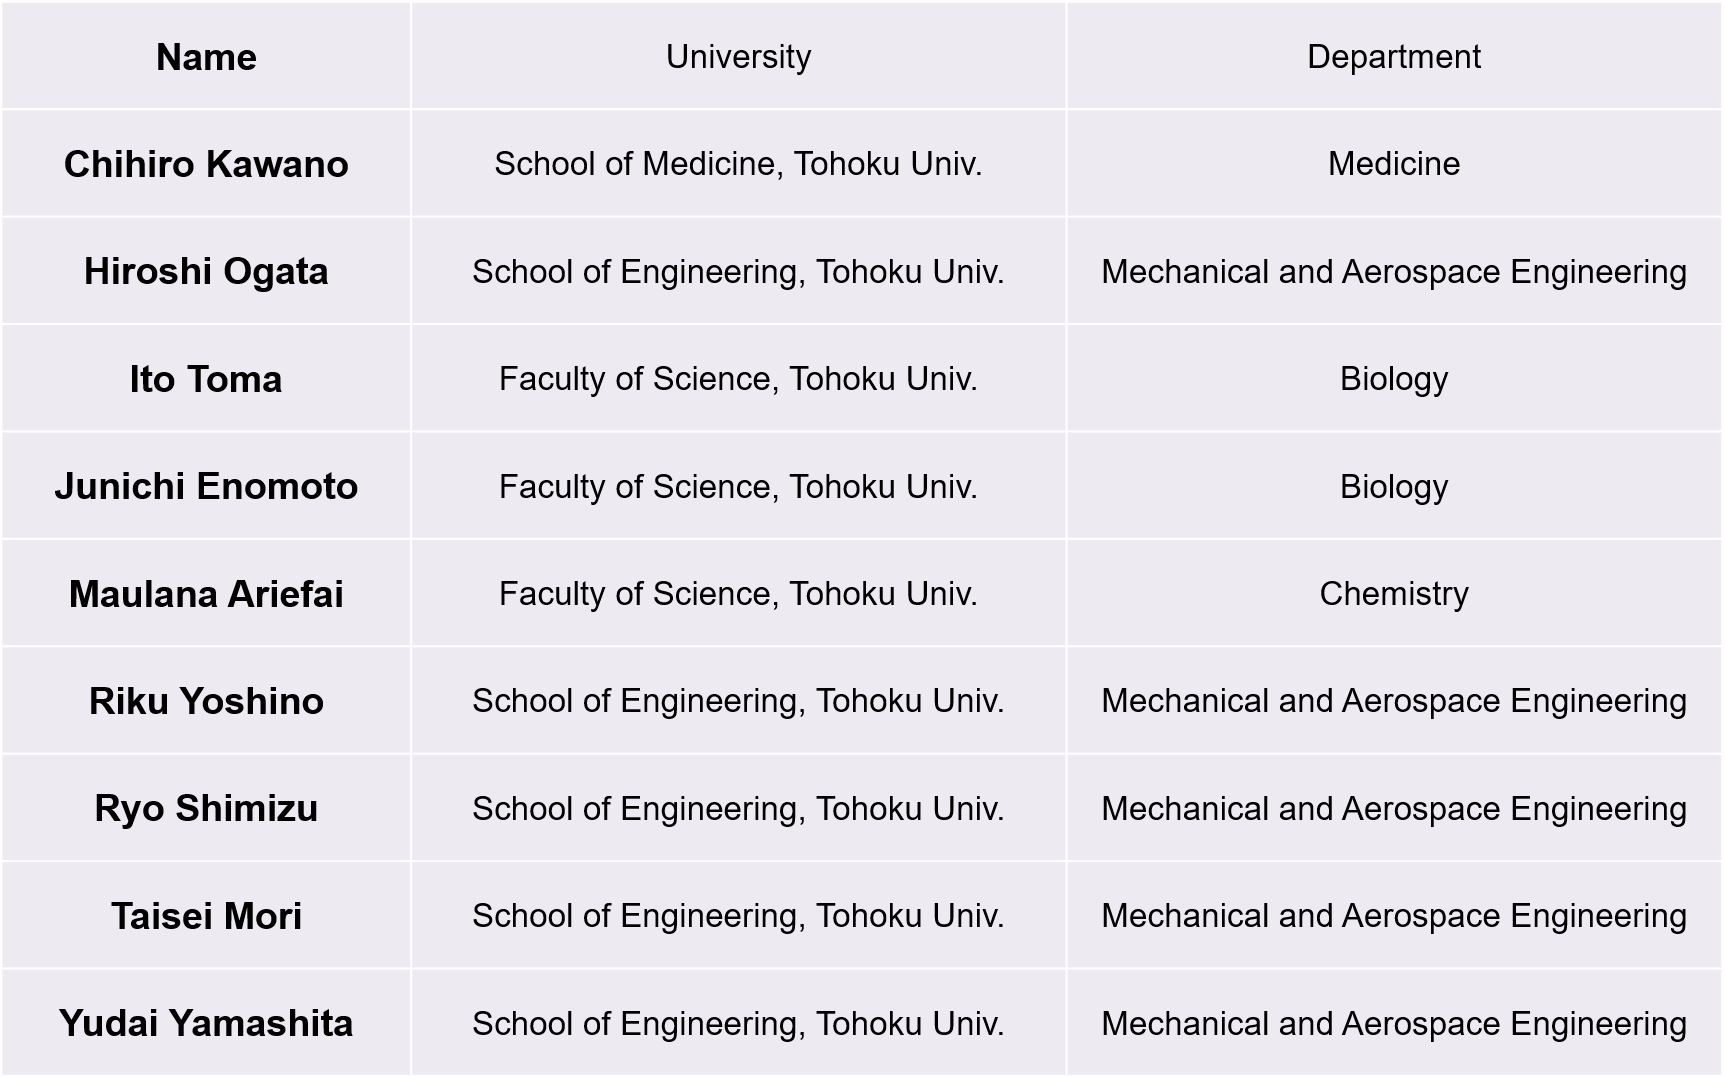 Name University Department
Chihiro Kawano School of Medicine, Tohoku Univ. Medicine
Hiroshi Ogata School of Engineering, Tohoku Univ. Mechanical and Aerospace Engineering
Ito Toma Faculty of Science, Tohoku Univ. Biology
Junichi Enomoto Faculty of Science, Tohoku Univ. Biology
Maulana Ariefai Faculty of Science, Tohoku Univ. Chemistry
Riku Yoshino School of Engineering, Tohoku Univ. Mechanical and Aerospace Engineering
Ryo Shimizu School of Engineering, Tohoku Univ. Mechanical and Aerospace Engineering
Taisei Mori School of Engineering, Tohoku Univ. Mechanical and Aerospace Engineering
Yudai Yamashita School of Engineering, Tohoku Univ. Mechanical and Aerospace Engineering